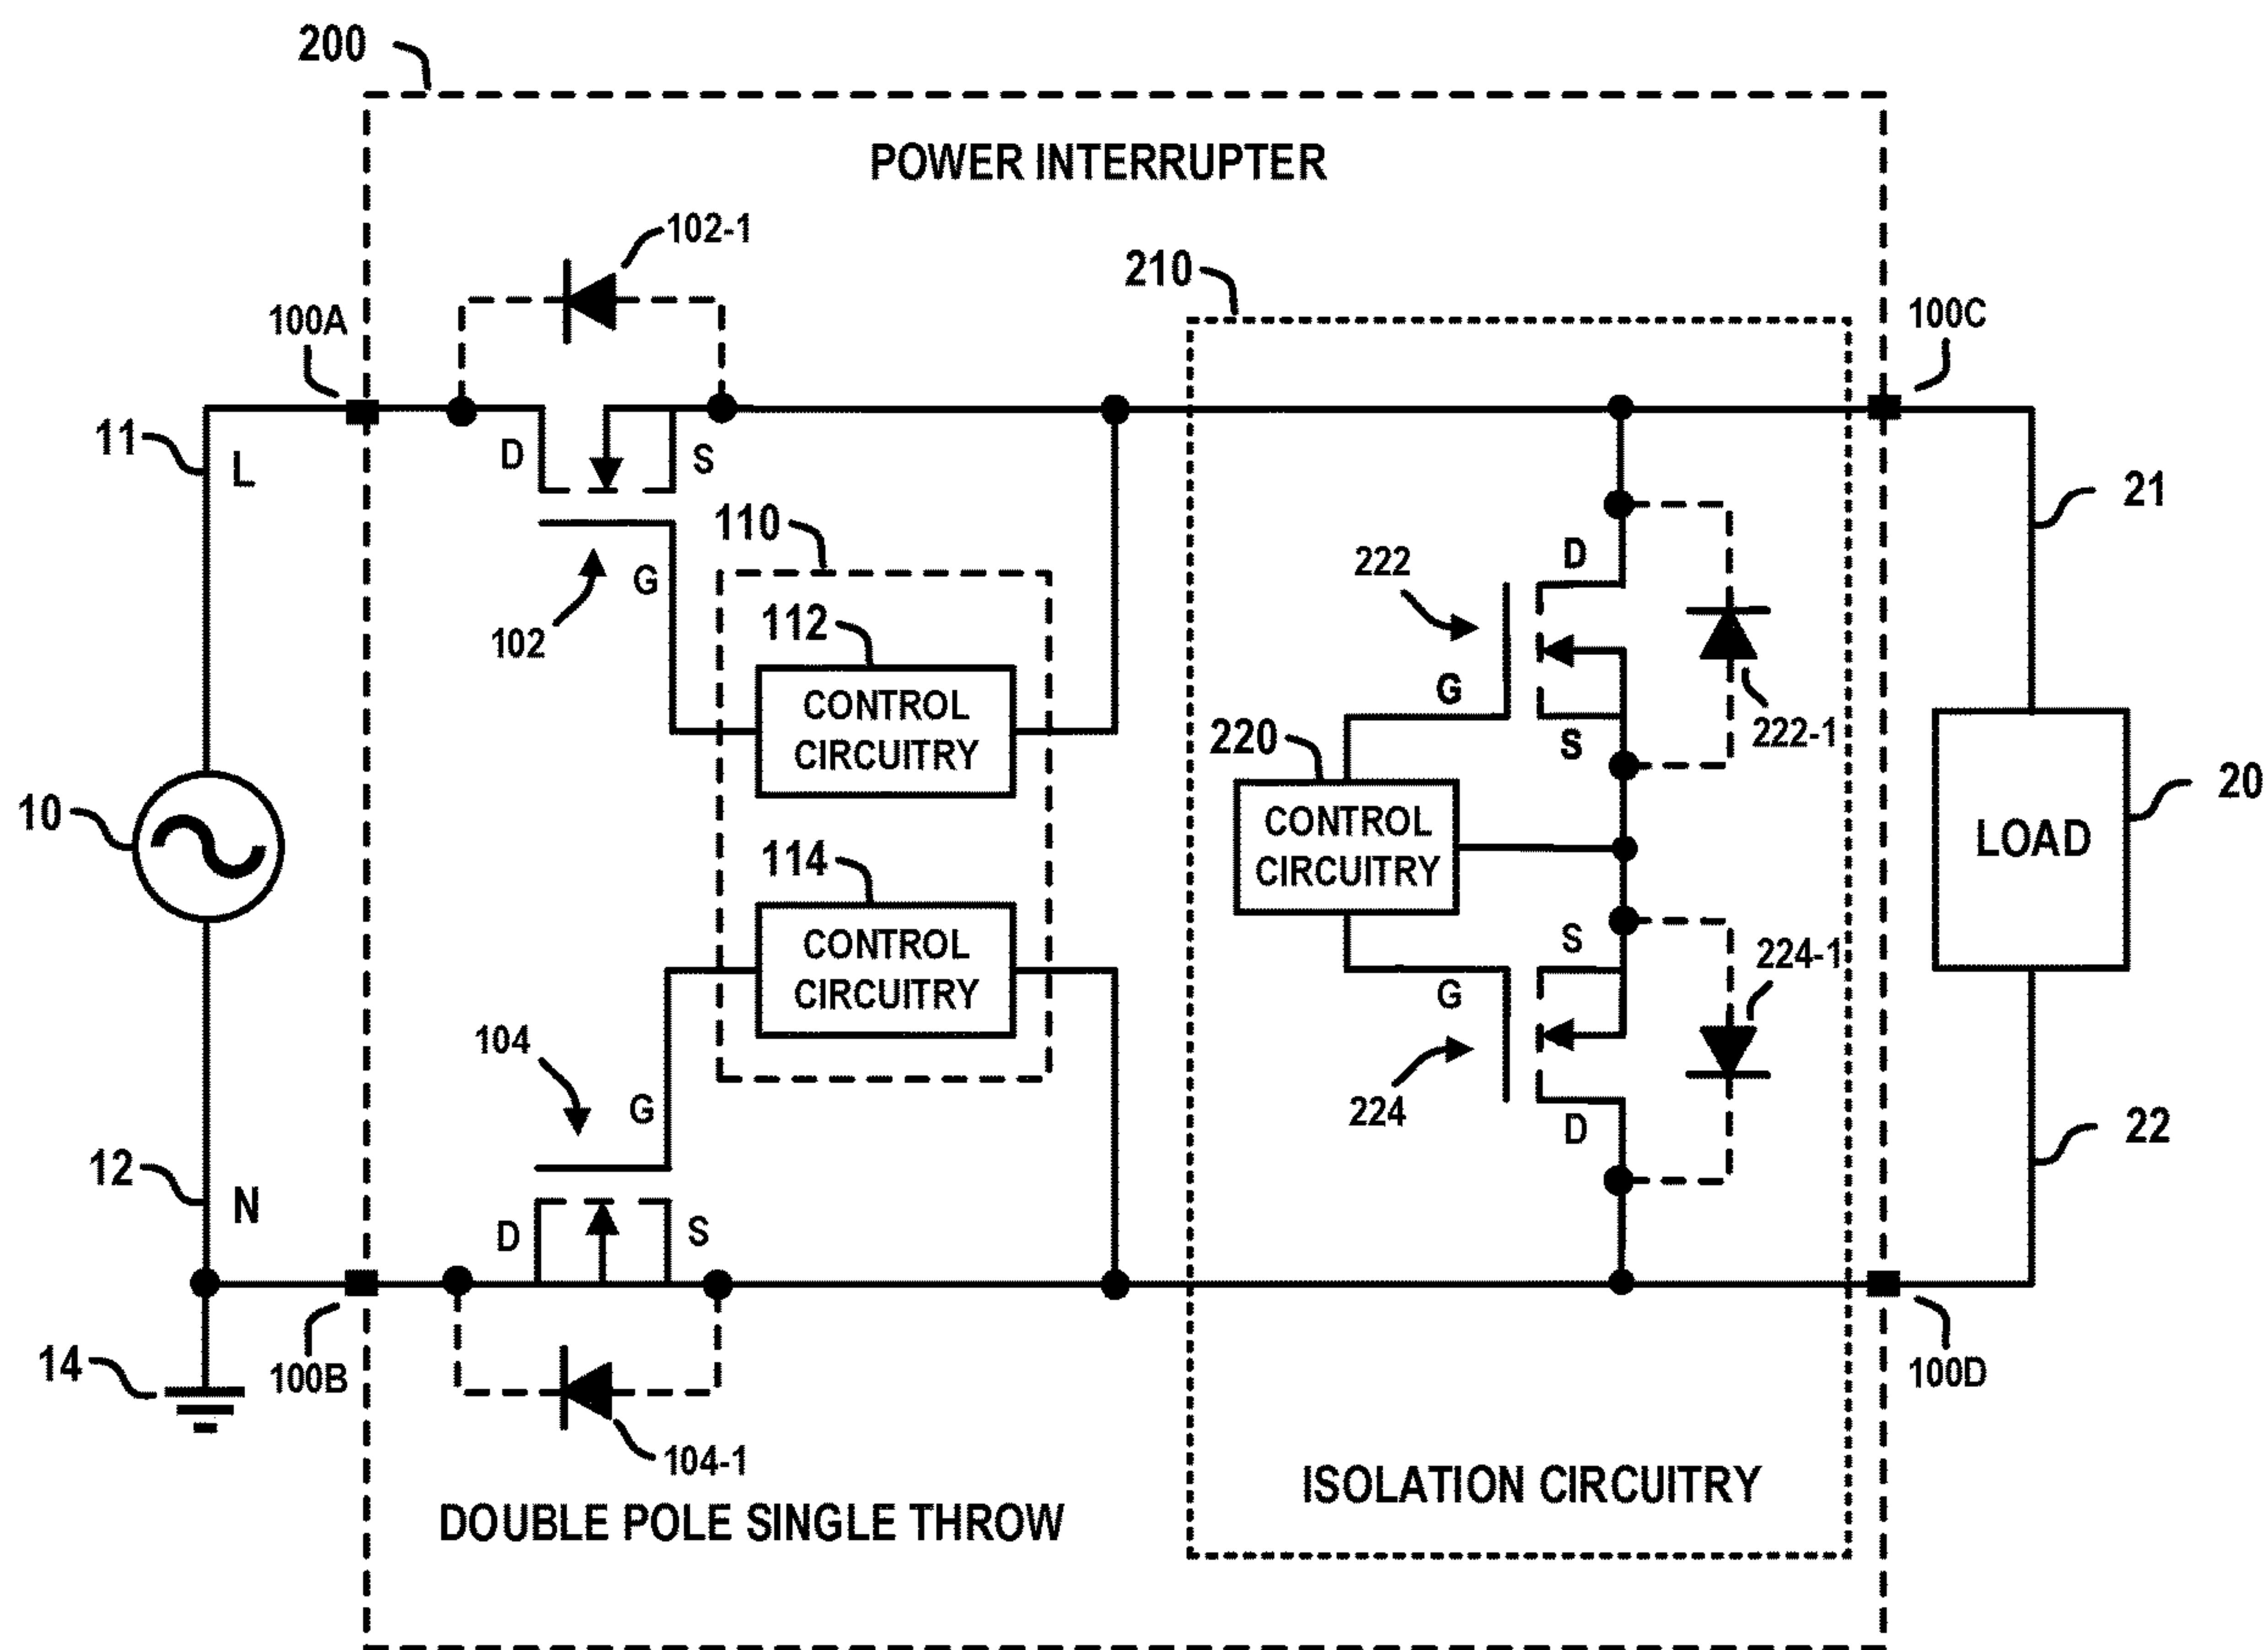 200
POWER INTERRUPTER
102-1
210
100A
100C
11
L
D
S
21
110
G
102
112
CONTROL
CIRCUITRY
222
D
G
S
222-1
220
CONTROL
CIRCUITRY
10
20
LOAD
114
CONTROL
CIRCUITRY
S
224-1
G
104
G
224
D
12
N
D
S
22
14
100B
100D
104-1
ISOLATION CIRCUITRY
DOUBLE POLE SINGLE THROW